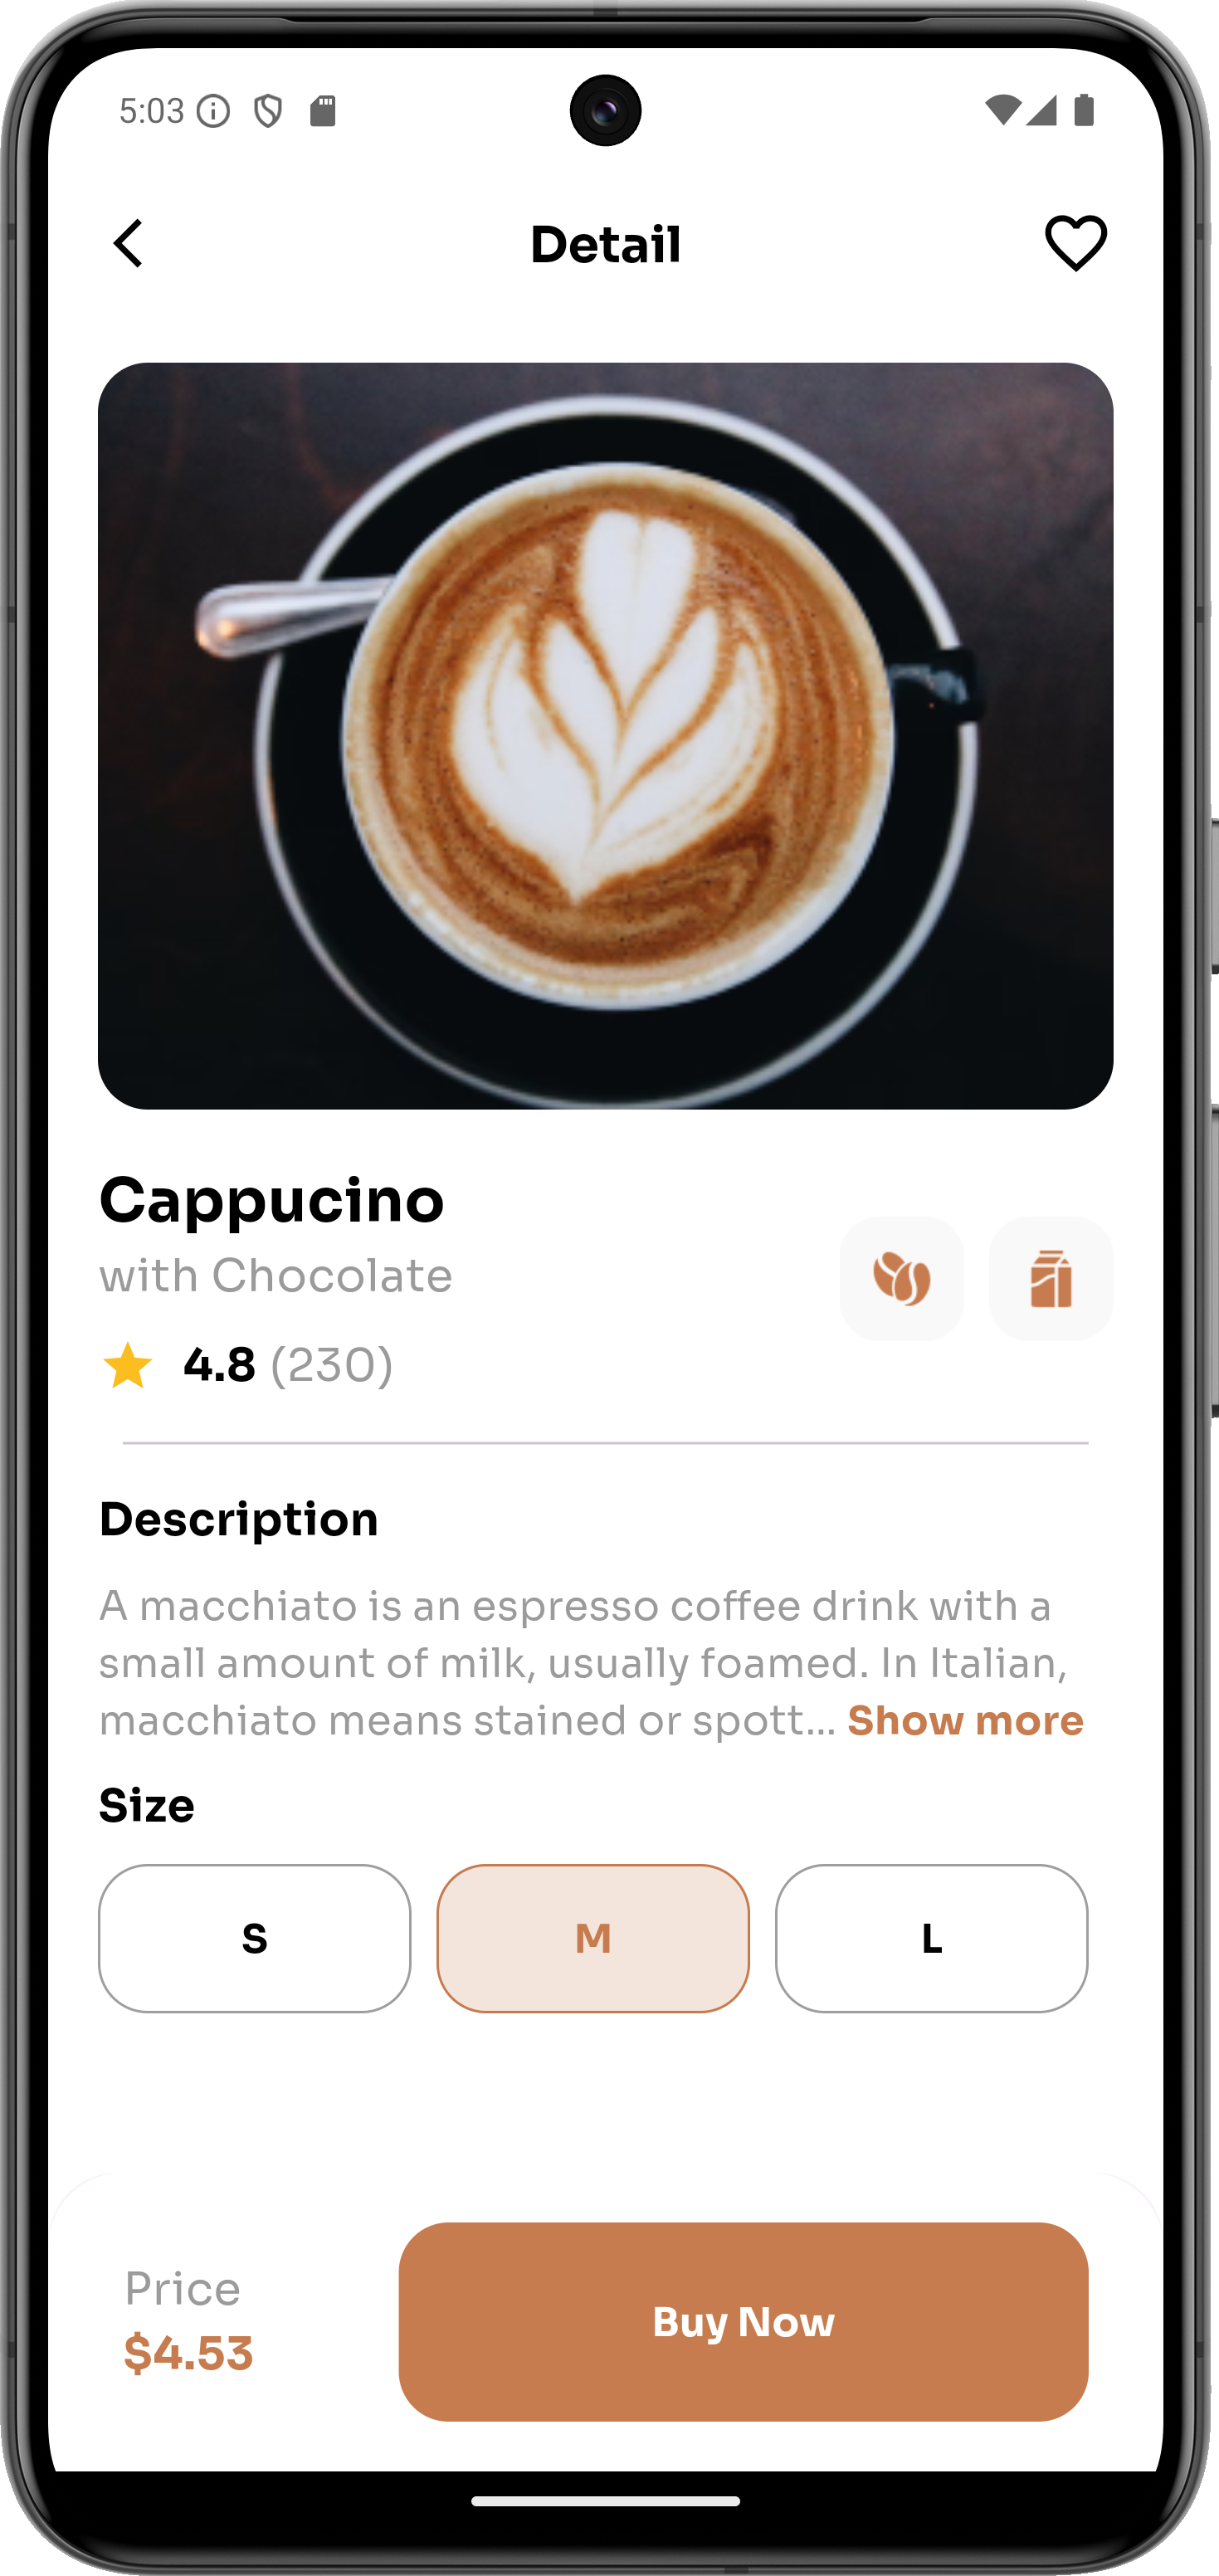 5:03
Detail
Cappucino
with Chocolate
4.8 (230)
Description
A macchiato is an espresso coffee drink with a
small amount of milk, usually foamed. In Italian,
macchiato means stained or spott... Show more
Size
S M L
Price
$4.53
Buy Now